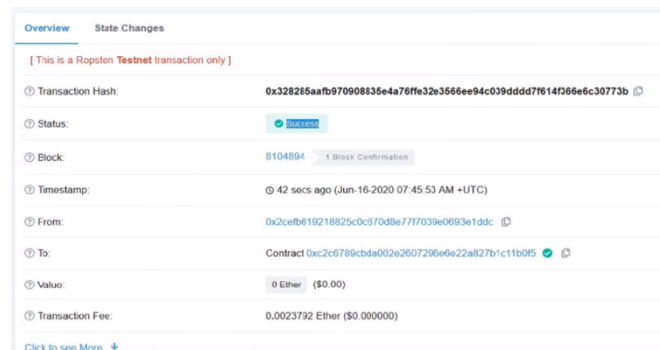 Overview State Changes
[ This is a Ropsten Testnet transaction only ]
Transaction Hash: 0x328285aafb970908835e4a76ffe32e3566ee94c039dddd7f614f366e6c30773b
Status: Success
Block: 8104894 1 Block Confirmation
Timestamp: 42 secs ago (Jun-16-2020 07:45:53 AM +UTC)
From: 0x2cefb619218825c0c670d8e77f7039e0693e1ddc
To: Contract 0xc2c6789cbda002e2607296e6e22a827b1c11b0f5
Value: 0 Ether ($0.00)
Transaction Fee: 0.0023792 Ether ($0.000000)
Click to see More